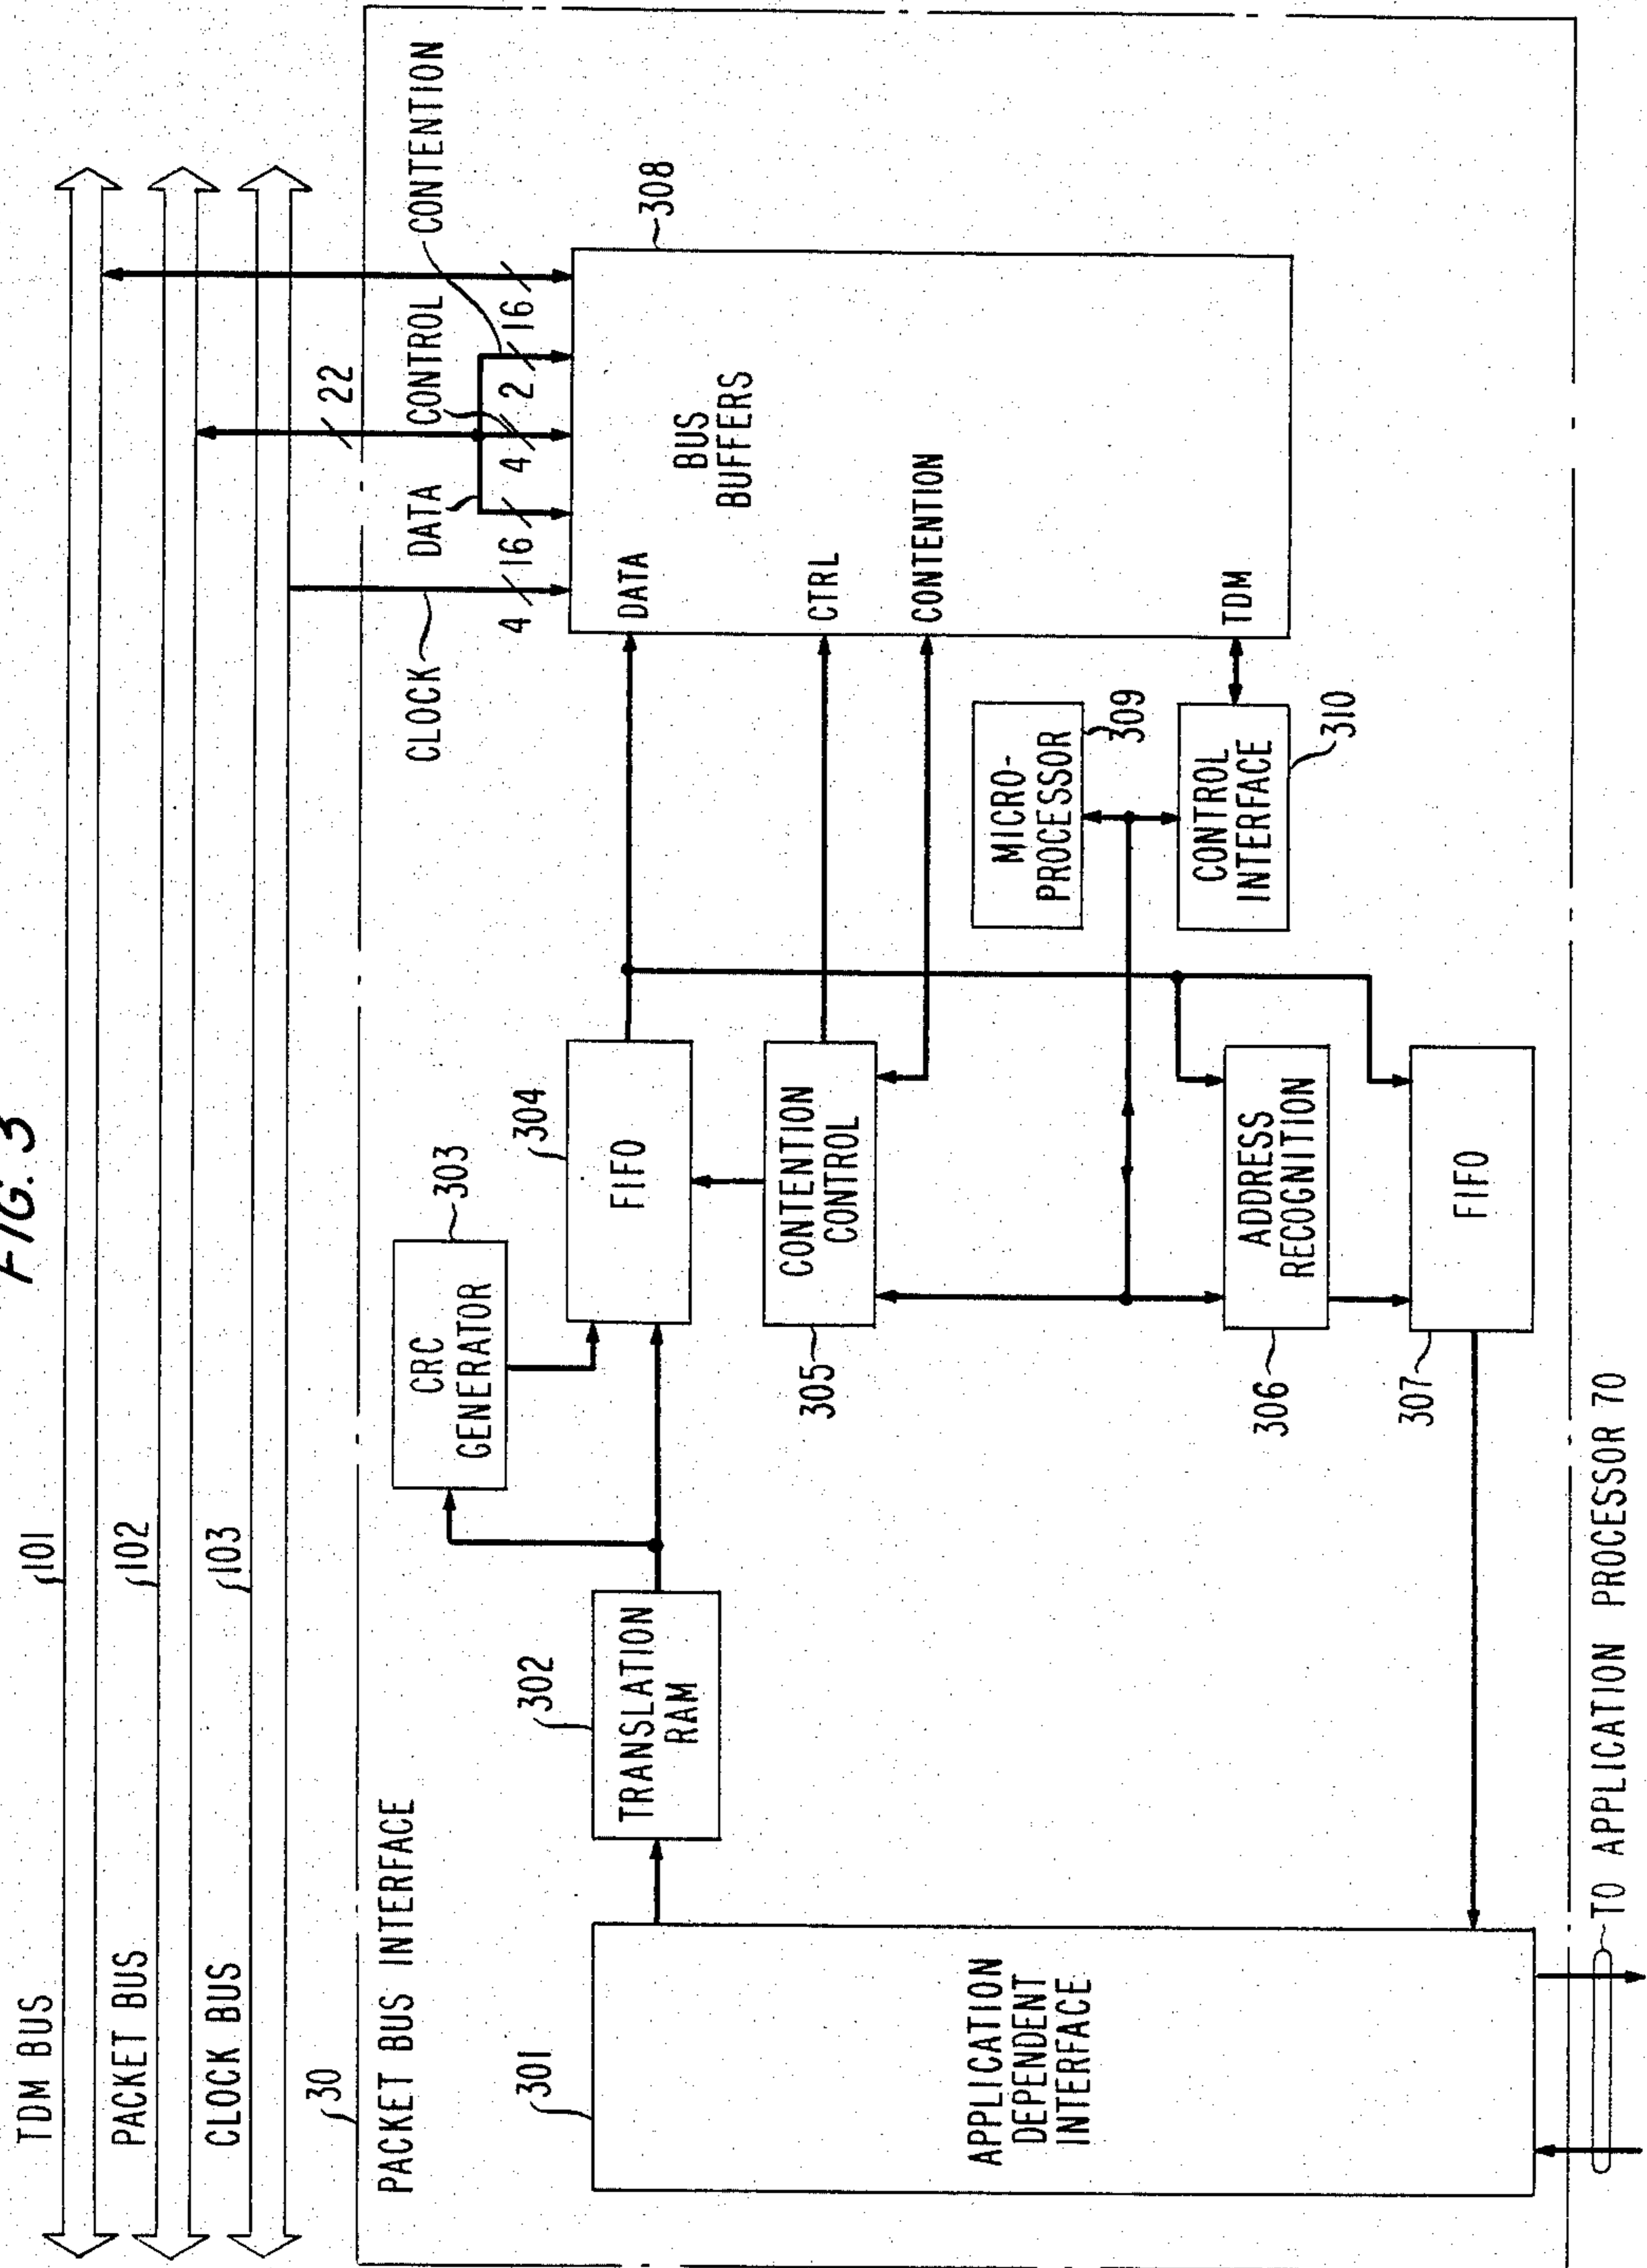 FIG. 3
TDM BUS
101
PACKET BUS
102
CLOCK BUS
103
30
PACKET BUS INTERFACE
22
CLOCK
DATA
CONTROL
CONTENTION
4
16
4
2
16
308
BUS
BUFFERS
DATA
CTRL
CONTENTION
TDM
301
APPLICATION
DEPENDENT
INTERFACE
302
TRANSLATION
RAM
CRC
GENERATOR
303
304
FIFO
CONTENTION
CONTROL
305
MICRO-
PROCESSOR
309
CONTROL
INTERFACE
310
ADDRESS
RECOGNITION
306
FIFO
307
TO APPLICATION PROCESSOR 70